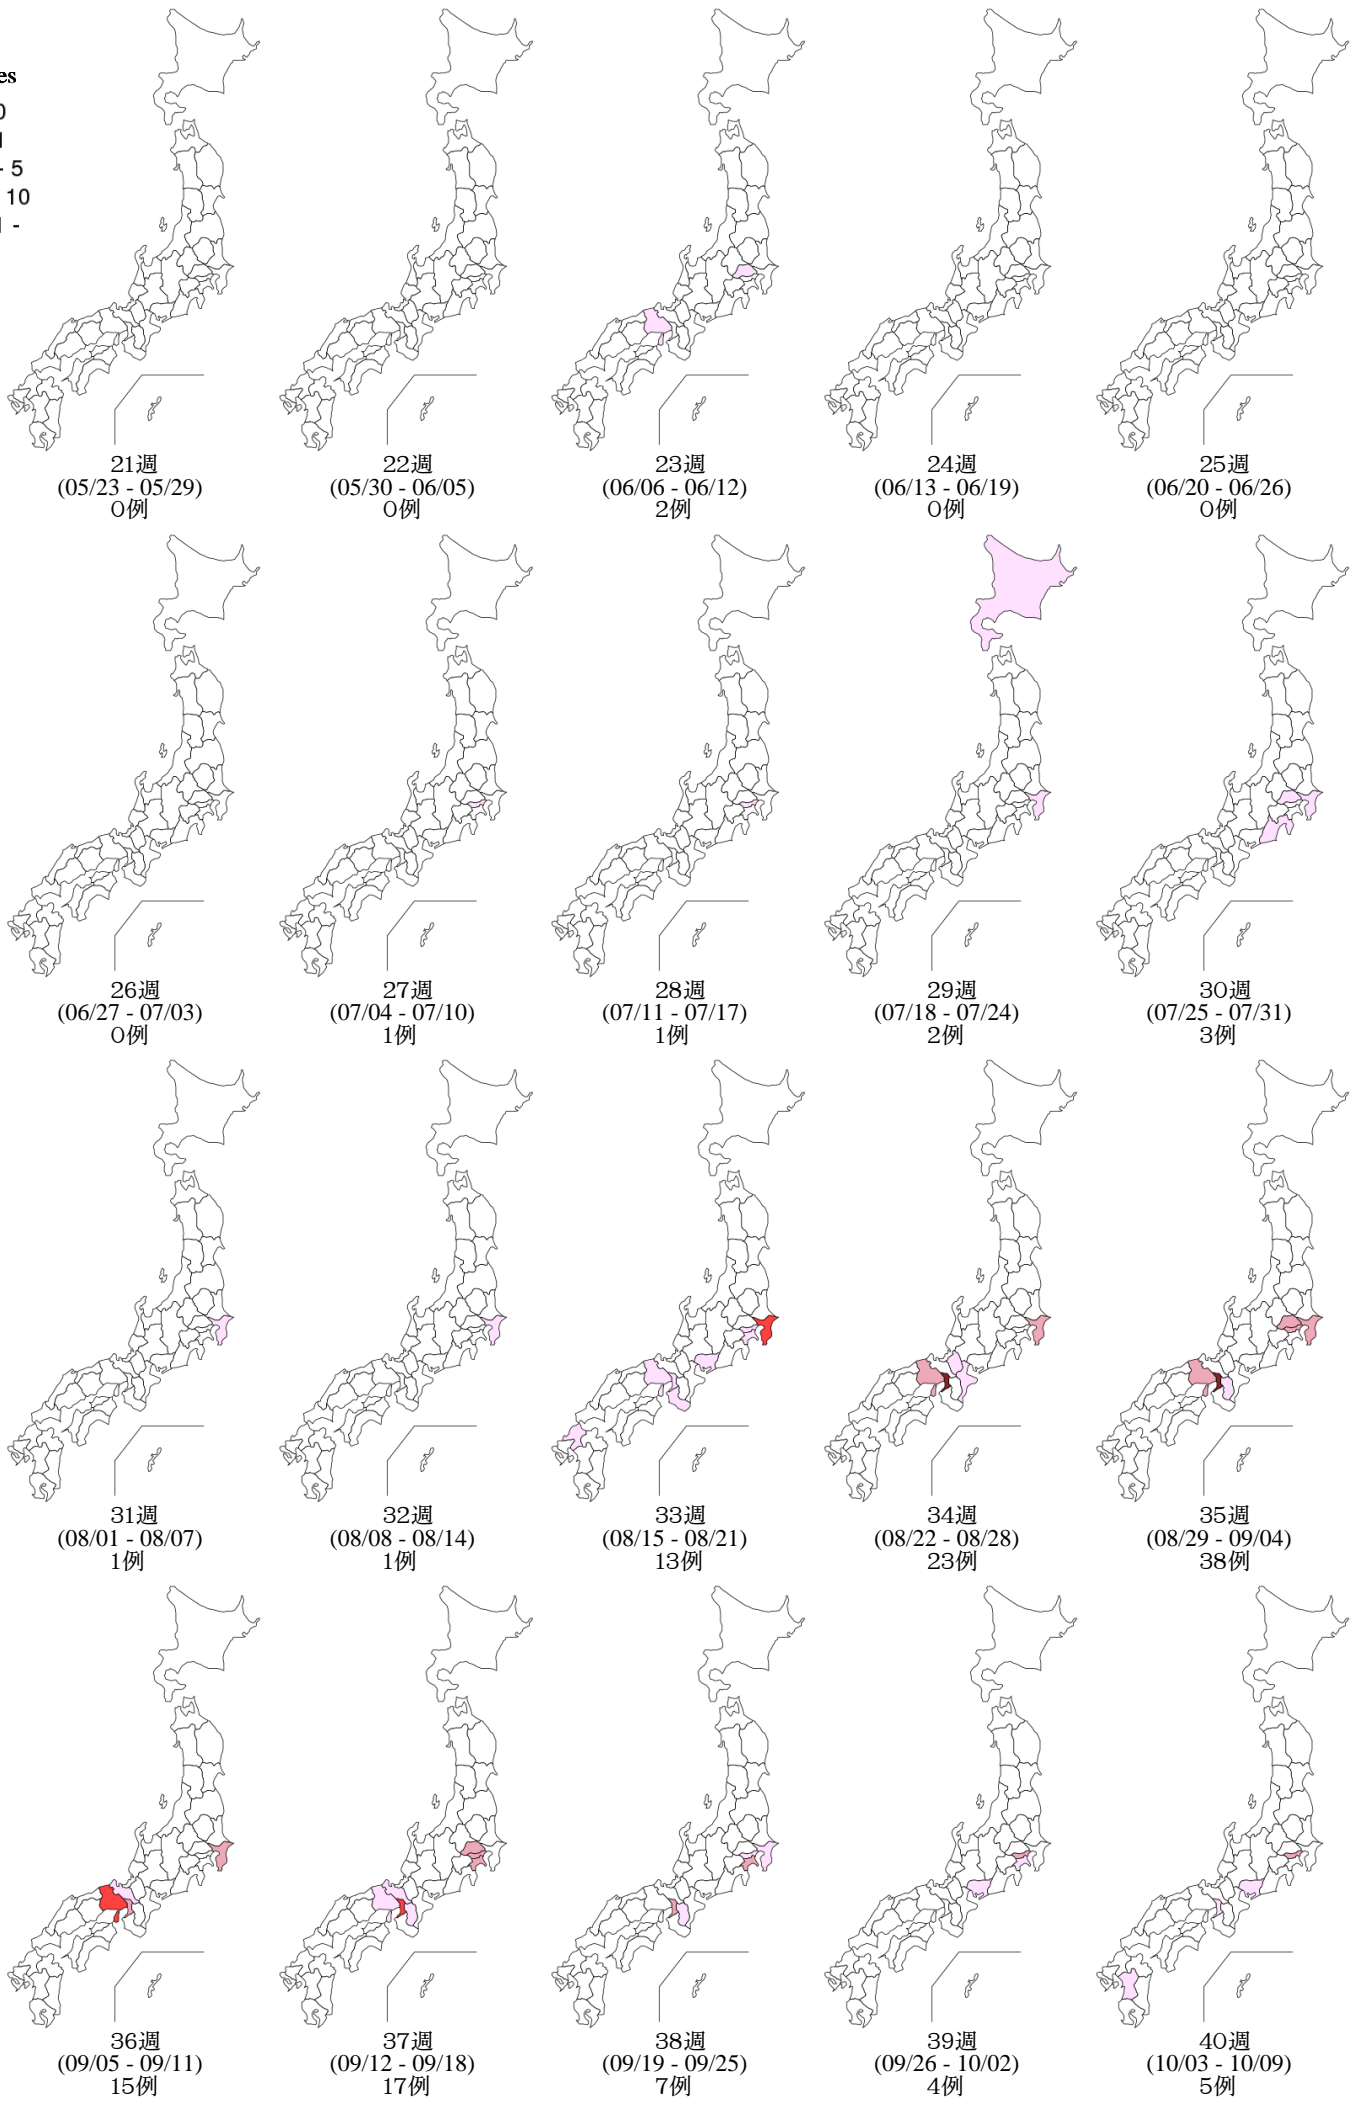 es
0
1
- 5
10
-
21週
(05/23 - 05/29)
0例
22週
(05/30 - 06/05)
0例
23週
(06/06 - 06/12)
2例
24週
(06/13 - 06/19)
0例
25週
(06/20 - 06/26)
0例
26週
(06/27 - 07/03)
0例
27週
(07/04 - 07/10)
1例
28週
(07/11 - 07/17)
1例
29週
(07/18 - 07/24)
2例
30週
(07/25 - 07/31)
3例
31週
(08/01 - 08/07)
1例
32週
(08/08 - 08/14)
1例
33週
(08/15 - 08/21)
13例
34週
(08/22 - 08/28)
23例
35週
(08/29 - 09/04)
38例
36週
(09/05 - 09/11)
15例
37週
(09/12 - 09/18)
17例
38週
(09/19 - 09/25)
7例
39週
(09/26 - 10/02)
4例
40週
(10/03 - 10/09)
5例